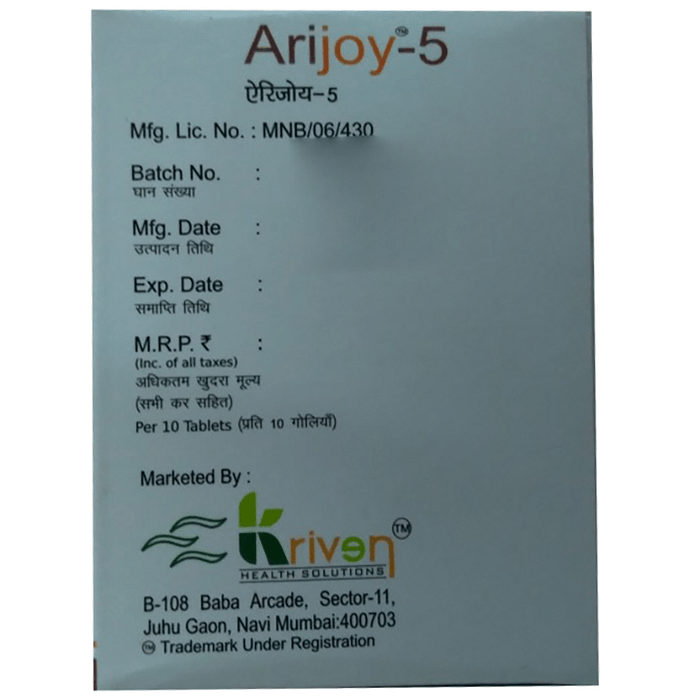 Arijoy™-5
ऐरिजोय-5
Mfg. Lic. No. : MNB/06/430
Batch No. :
घान संख्या
Mfg. Date :
उत्पादन तिथि
Exp. Date :
समाप्ति तिथि
M.R.P. ₹ :
(Inc. of all taxes)
अधिकतम खुदरा मूल्य
(सभी कर सहित)
Per 10 Tablets (प्रति 10 गोलियाँ)
Marketed By :
Kriven TM
HEALTH SOLUTIONS
B-108 Baba Arcade, Sector-11,
Juhu Gaon, Navi Mumbai:400703
™ Trademark Under Registration